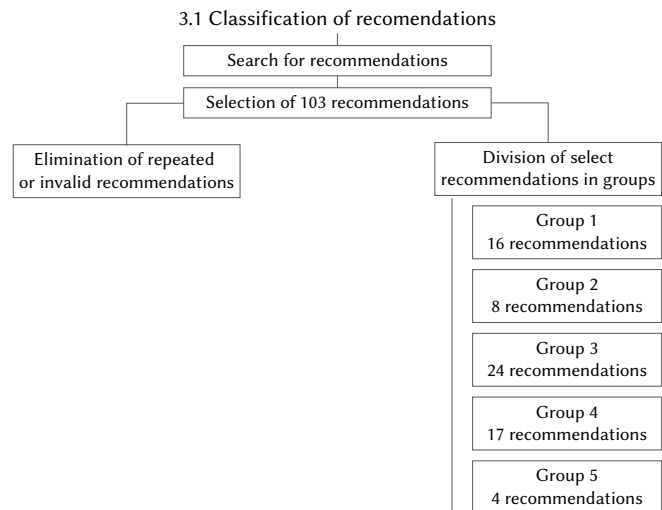 3.1 Classification of recomendations
Search for recommendations
Selection of 103 recommendations
Elimination of repeated
or invalid recommendations
Division of select
recommendations in groups
Group 1
16 recommendations
Group 2
8 recommendations
Group 3
24 recommendations
Group 4
17 recommendations
Group 5
4 recommendations